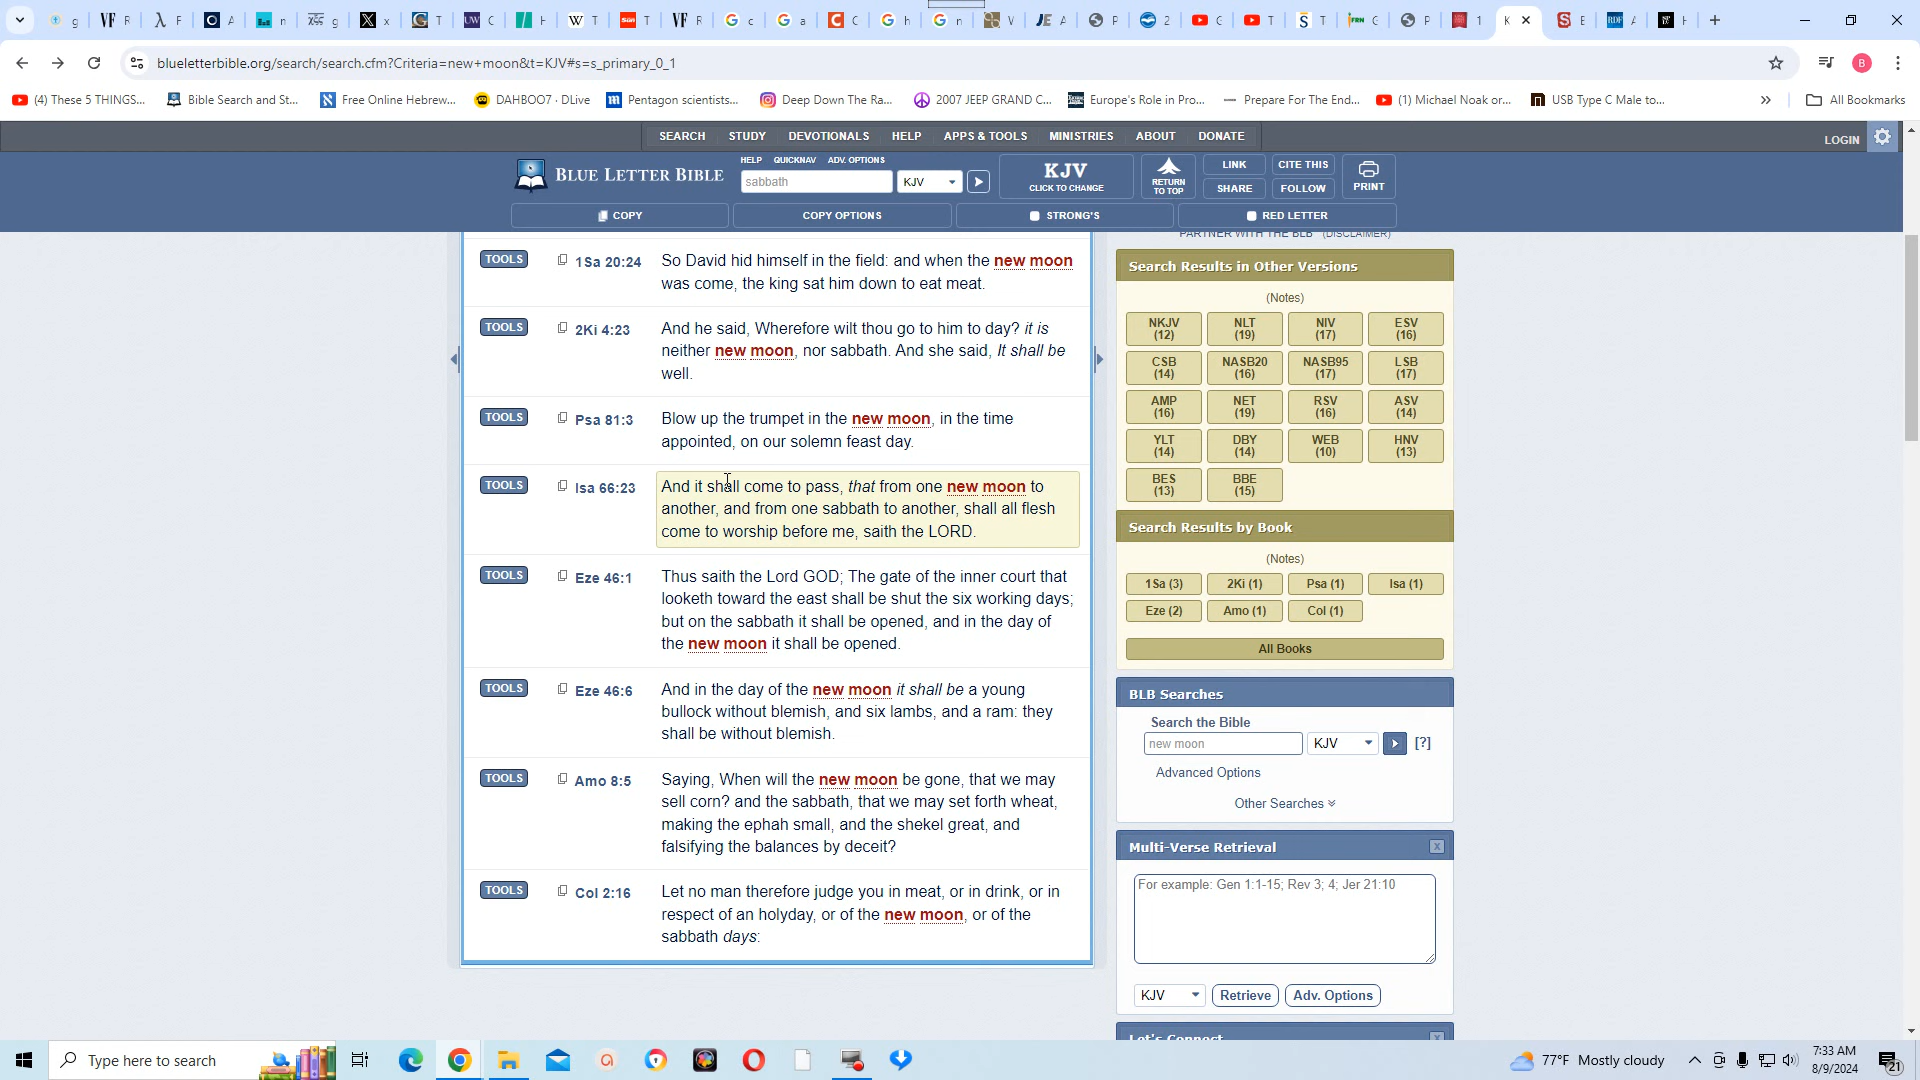 g VF R λ F A n g x T UW C H W T T VF R c a C C h n V A P 2 G T T G P 1 K B A H
blueletterbible.org/search/search.cfm?Criteria=new+moon&t=KJV#s=s_primary_0_1 B
(4) These 5 THINGS... Bible Search and St... Free Online Hebrew... DAHBOO7 · DLive Pentagon scientists... Deep Down The Ra... 2007 JEEP GRAND C... Europe's Role in Pro... Prepare For The End... (1) Michael Noak or... USB Type C Male to... » All Bookmarks
SEARCH STUDY DEVOTIONALS HELP APPS & TOOLS MINISTRIES ABOUT DONATE LOGIN
HELP QUICKNAV ADV. OPTIONS
BLUE LETTER BIBLE sabbath KJV
KJV
CLICK TO CHANGE
RETURN
TO TOP
LINK CITE THIS
SHARE FOLLOW
PRINT
COPY COPY OPTIONS STRONG'S RED LETTER
TOOLS 1Sa 20:24 So David hid himself in the field: and when the new moon
was come, the king sat him down to eat meat.
TOOLS 2Ki 4:23 And he said, Wherefore wilt thou go to him to day? it is
neither new moon, nor sabbath. And she said, It shall be
well.
TOOLS Psa 81:3 Blow up the trumpet in the new moon, in the time
appointed, on our solemn feast day.
TOOLS Isa 66:23 And it shall come to pass, that from one new moon to
another, and from one sabbath to another, shall all flesh
come to worship before me, saith the LORD.
TOOLS Eze 46:1 Thus saith the Lord GOD; The gate of the inner court that
looketh toward the east shall be shut the six working days;
but on the sabbath it shall be opened, and in the day of
the new moon it shall be opened.
TOOLS Eze 46:6 And in the day of the new moon it shall be a young
bullock without blemish, and six lambs, and a ram: they
shall be without blemish.
TOOLS Amo 8:5 Saying, When will the new moon be gone, that we may
sell corn? and the sabbath, that we may set forth wheat,
making the ephah small, and the shekel great, and
falsifying the balances by deceit?
TOOLS Col 2:16 Let no man therefore judge you in meat, or in drink, or in
respect of an holyday, or of the new moon, or of the
sabbath days:
PARTNER WITH THE BLB (DISCLAIMER)
Search Results in Other Versions
(Notes)
NKJV (12) NLT (19) NIV (17) ESV (16)
CSB (14) NASB20 (16) NASB95 (17) LSB (17)
AMP (16) NET (19) RSV (16) ASV (14)
YLT (14) DBY (14) WEB (10) HNV (13)
BES (13) BBE (15)
Search Results by Book
(Notes)
1Sa (3) 2Ki (1) Psa (1) Isa (1)
Eze (2) Amo (1) Col (1)
All Books
BLB Searches
Search the Bible
new moon KJV [?]
Advanced Options
Other Searches
Multi-Verse Retrieval x
For example: Gen 1:1-15; Rev 3; 4; Jer 21:10
KJV Retrieve Adv. Options
Let's Connect x
Type here to search
77°F Mostly cloudy
7:33 AM
8/9/2024
21